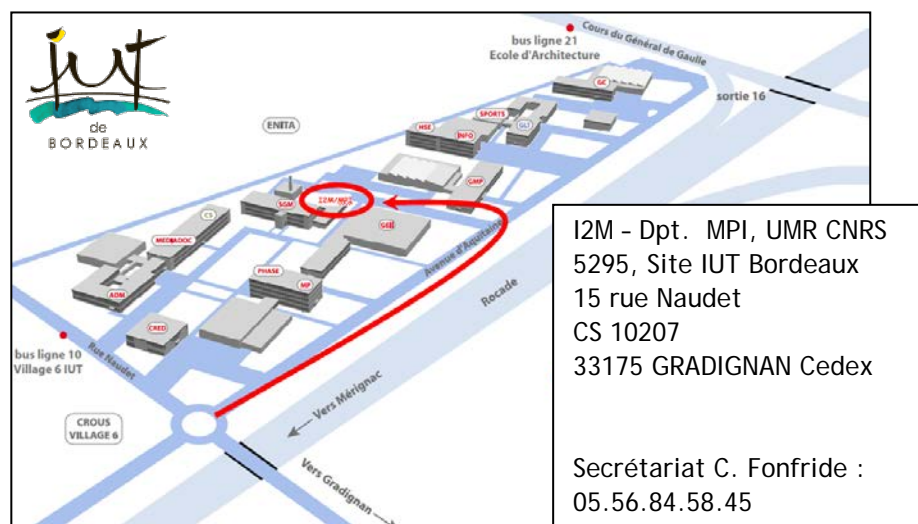 iut
de
BORDEAUX
bus ligne 21
Ecole d'Architecture
Cours du Général de Gaulle
sortie 16
ENITA
GC
SPORTS
HSE
INFO
GLT
GMP
SGM
I2M/MPI
CS
MEDIADOC
GEII
Avenue d'Aquitaine
PHASE
MP
ADM
CRED
Rocade
bus ligne 10
Village 6 IUT
Rue Naudet
CROUS
VILLAGE 6
Vers Mérignac
Vers Gradignan
I2M – Dpt. MPI, UMR CNRS
5295, Site IUT Bordeaux
15 rue Naudet
CS 10207
33175 GRADIGNAN Cedex
Secrétariat C. Fonfride :
05.56.84.58.45